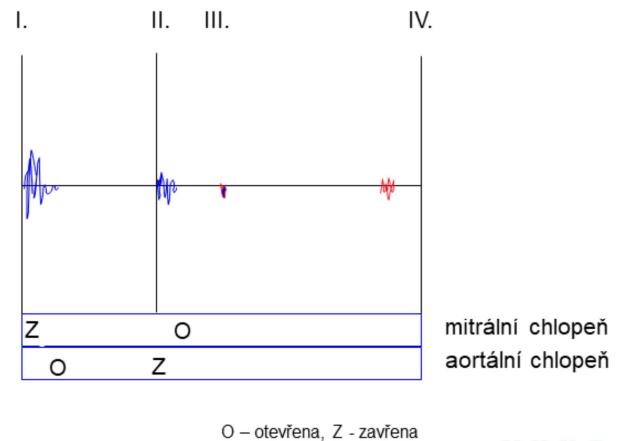 I. II. III. IV.
Z O mitrální chlopeň
O Z aortální chlopeň
O – otevřena, Z - zavřena